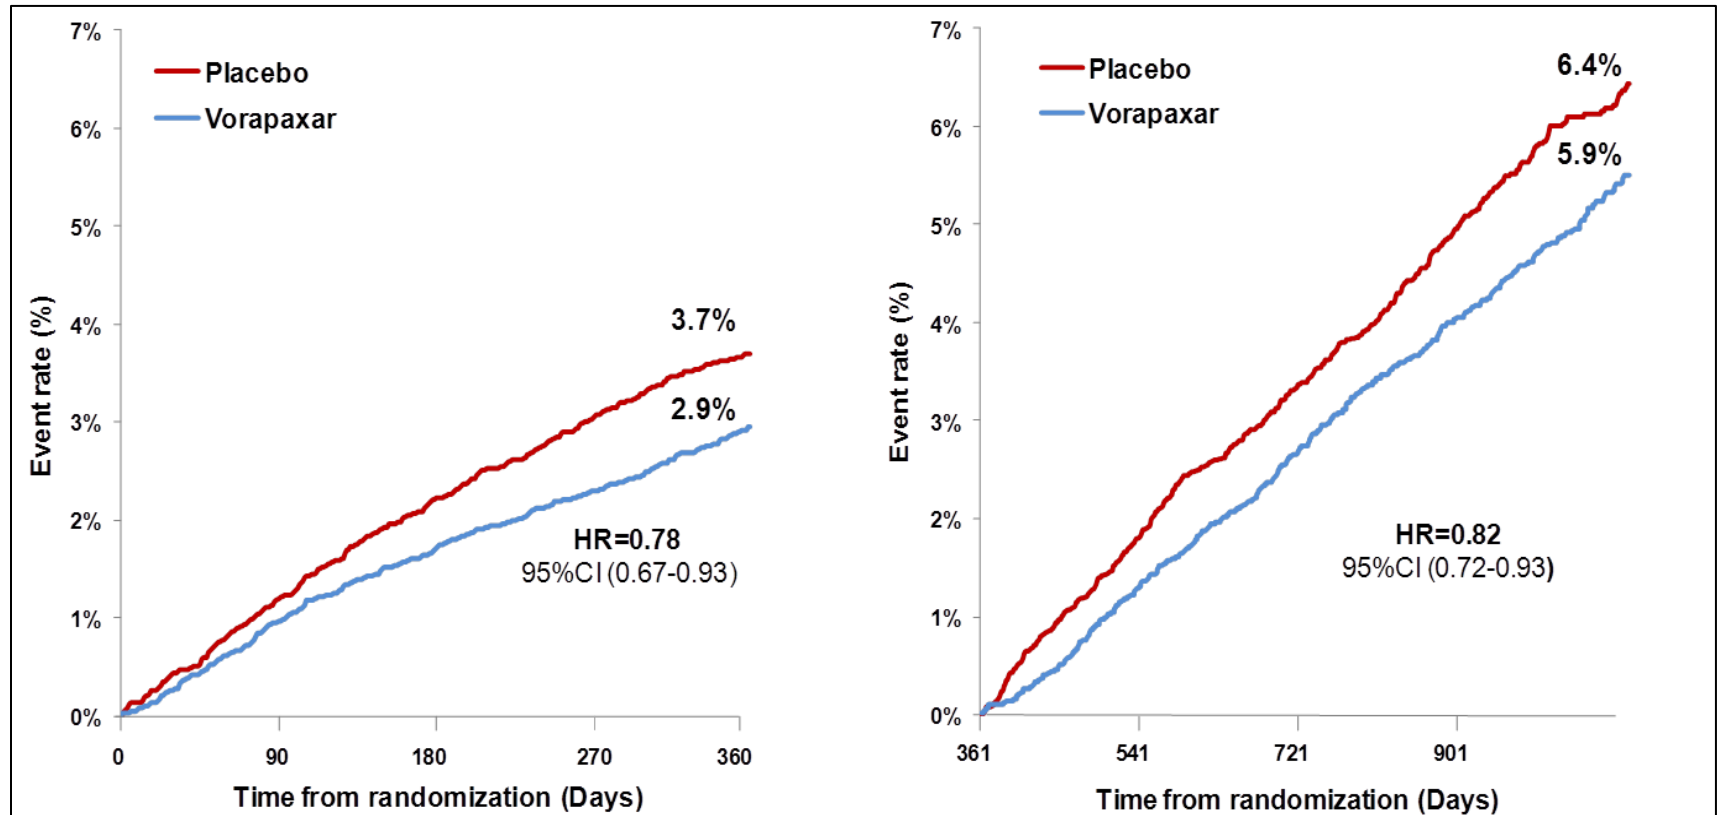 7%
6%
5%
4%
3%
2%
1%
0%
Event rate (%)
Placebo
Vorapaxar
3.7%
2.9%
HR=0.78
95%CI (0.67-0.93)
0 90 180 270 360
Time from randomization (Days)
7%
6%
5%
4%
3%
2%
1%
0%
Event rate (%)
Placebo
Vorapaxar
6.4%
5.9%
HR=0.82
95%CI (0.72-0.93)
361 541 721 901
Time from randomization (Days)